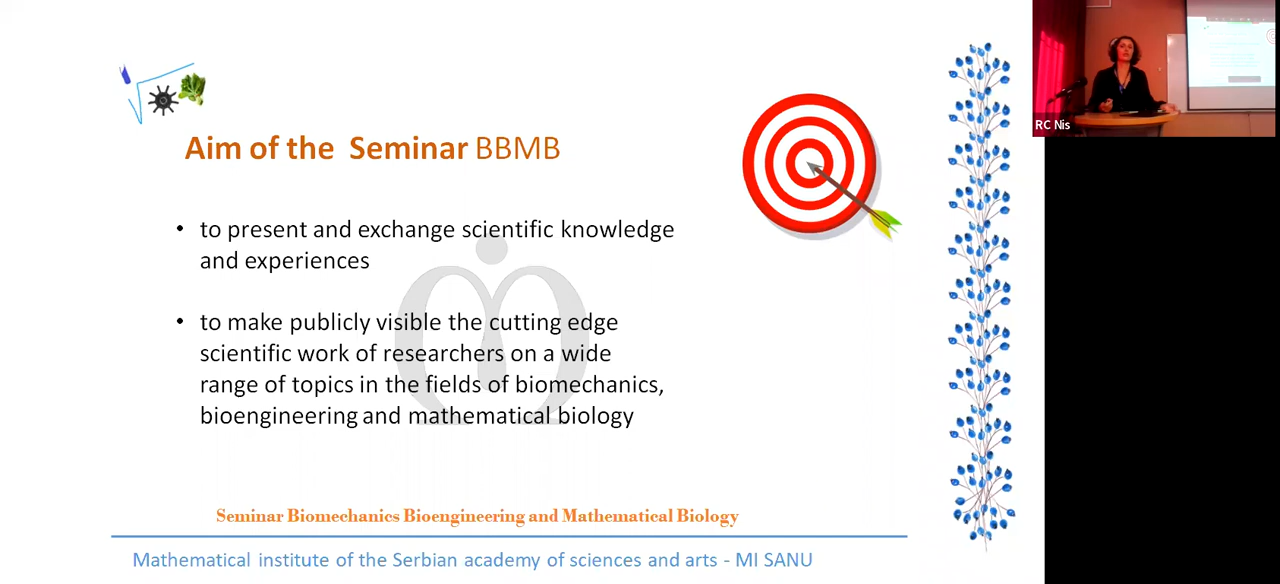 Aim of the Seminar BBMB
• to present and exchange scientific knowledge
and experiences
• to make publicly visible the cutting edge
scientific work of researchers on a wide
range of topics in the fields of biomechanics,
bioengineering and mathematical biology
Seminar Biomechanics Bioengineering and Mathematical Biology
Mathematical institute of the Serbian academy of sciences and arts - MI SANU
RC Nis